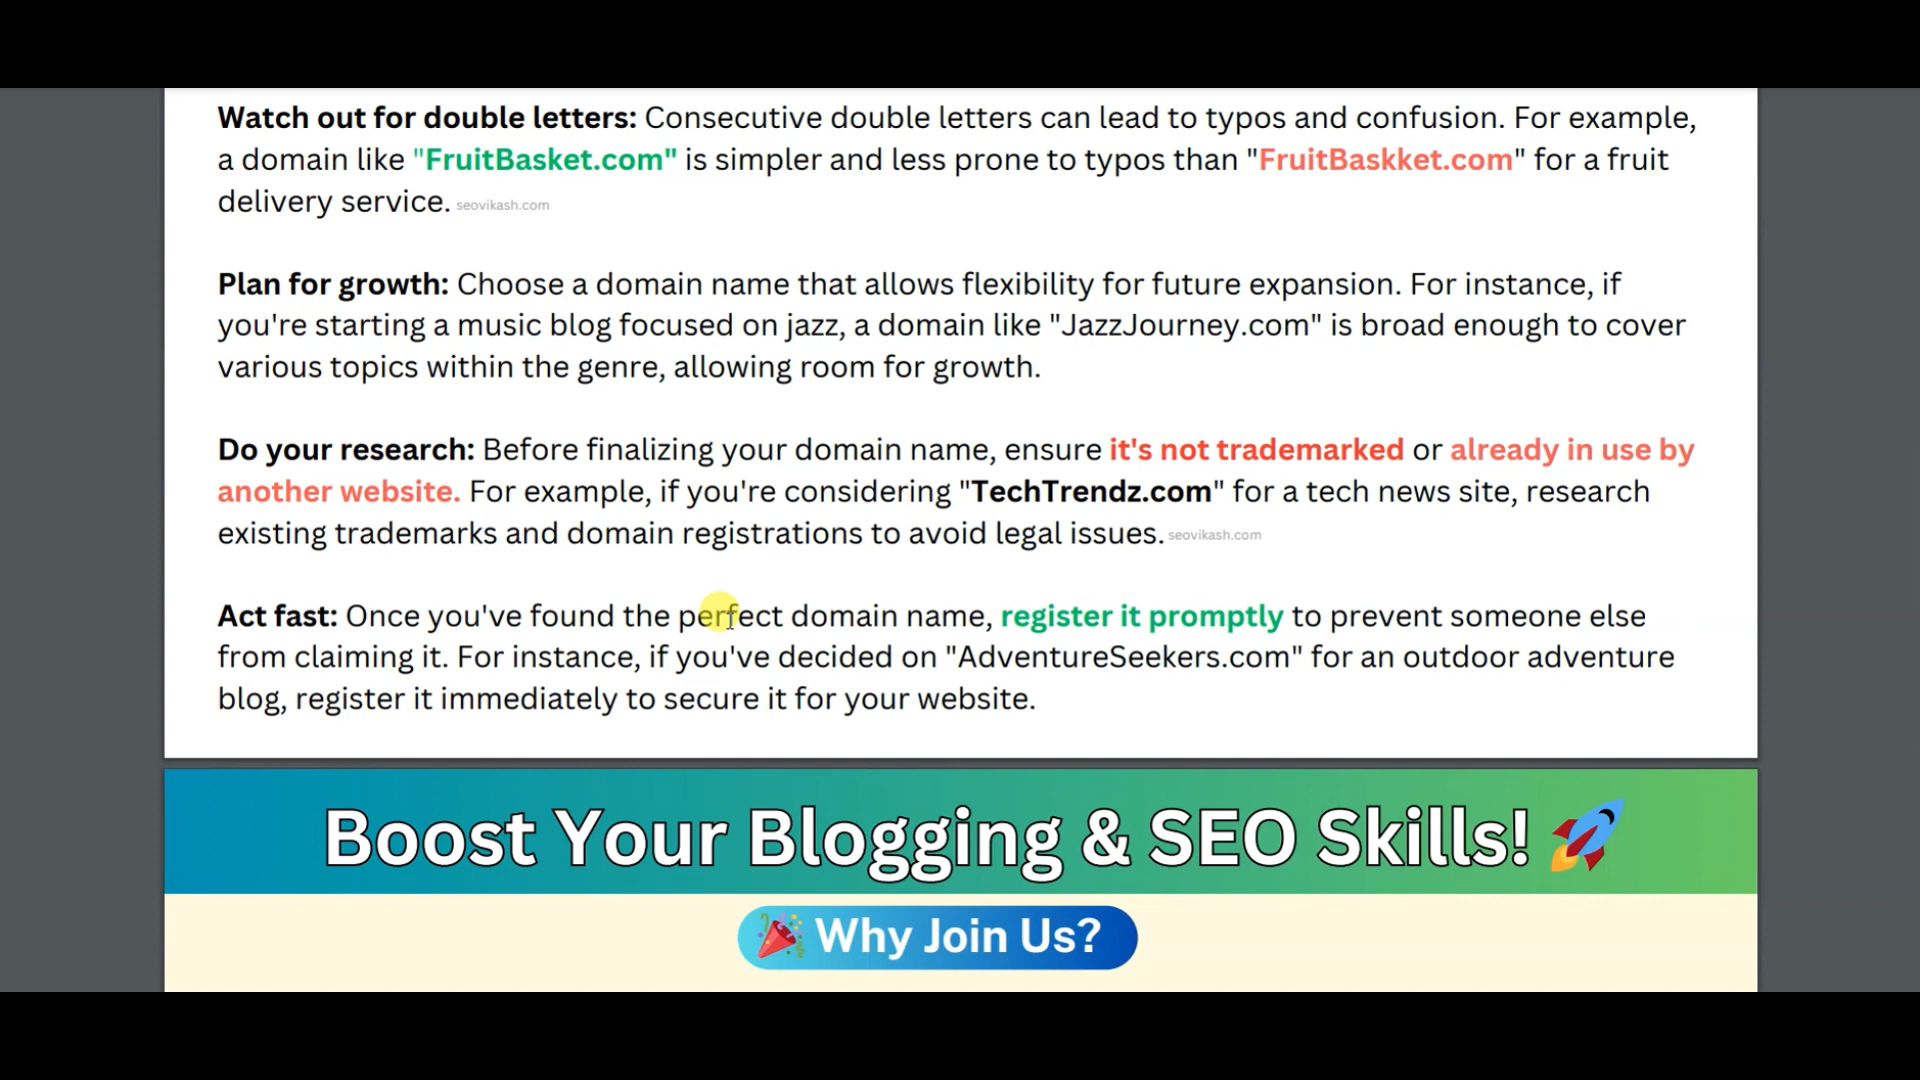 Watch out for double letters: Consecutive double letters can lead to typos and confusion. For example,
a domain like "FruitBasket.com" is simpler and less prone to typos than "FruitBaskket.com" for a fruit
delivery service. seovikash.com
Plan for growth: Choose a domain name that allows flexibility for future expansion. For instance, if
you're starting a music blog focused on jazz, a domain like "JazzJourney.com" is broad enough to cover
various topics within the genre, allowing room for growth.
Do your research: Before finalizing your domain name, ensure it's not trademarked or already in use by
another website. For example, if you're considering "TechTrendz.com" for a tech news site, research
existing trademarks and domain registrations to avoid legal issues. seovikash.com
Act fast: Once you've found the perfect domain name, register it promptly to prevent someone else
from claiming it. For instance, if you've decided on "AdventureSeekers.com" for an outdoor adventure
blog, register it immediately to secure it for your website.
Boost Your Blogging & SEO Skills! 🚀
🎉 Why Join Us?